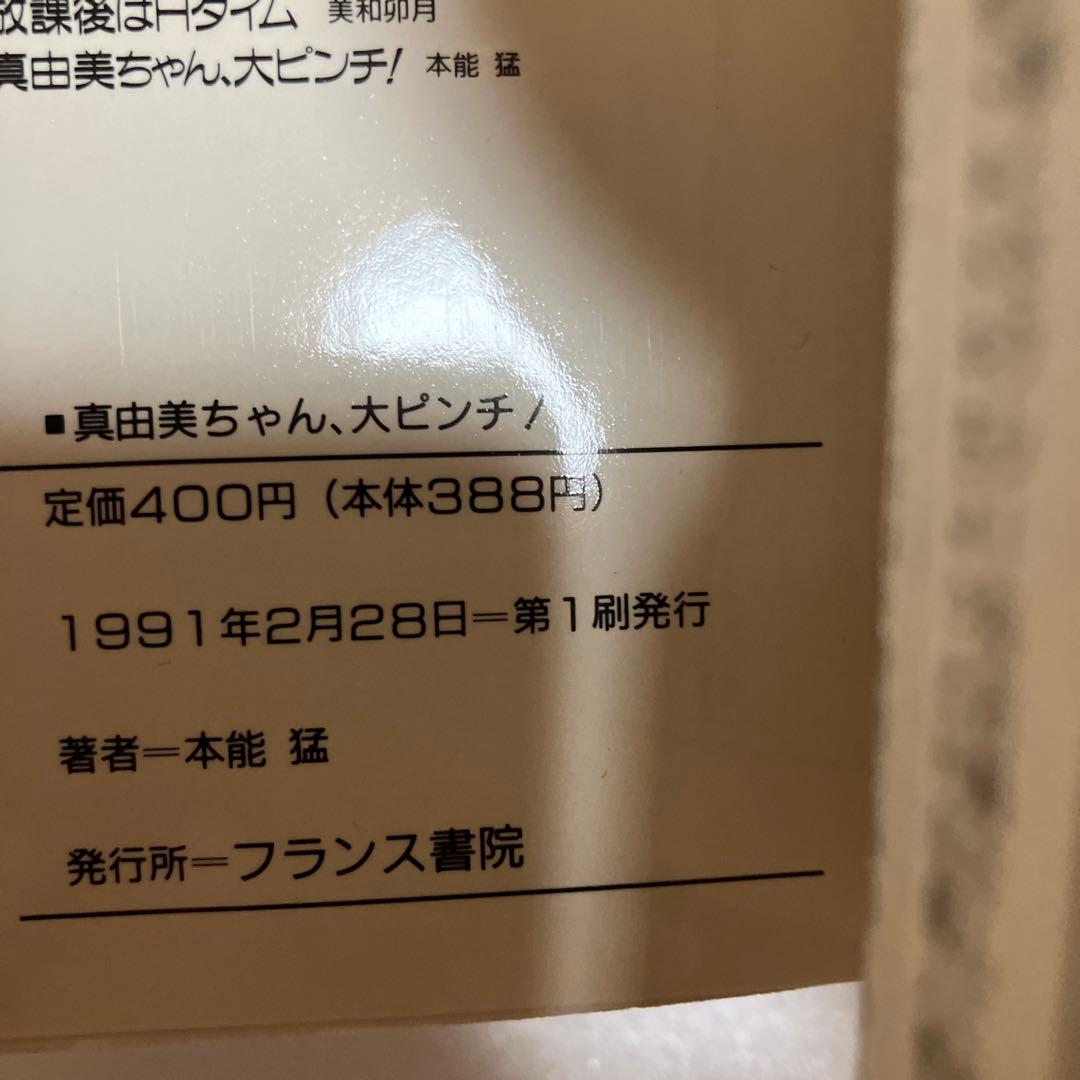 放課後はHタイム 美和卯月
真由美ちゃん、大ピンチ! 本能 猛
■真由美ちゃん、大ピンチ!
定価400円（本体388円）
1991年2月28日=第1刷発行
著者=本能 猛
発行所=フランス書院